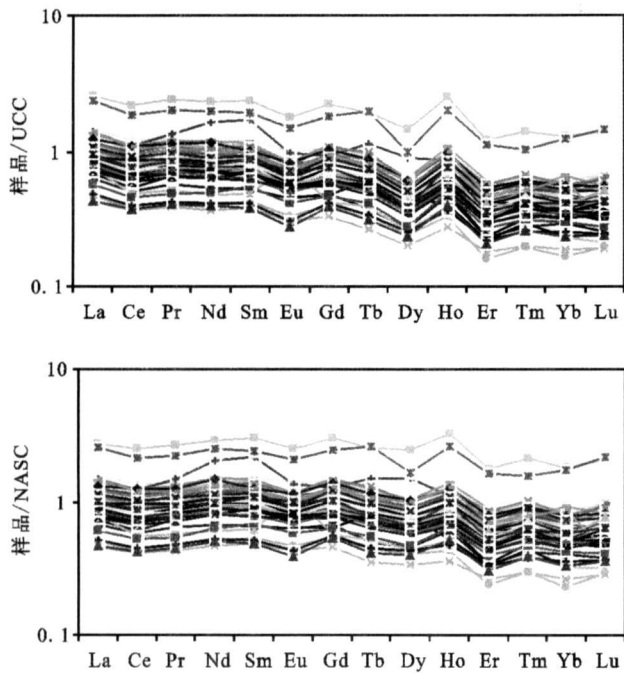 10
1
0.1
样品/UCC
La Ce Pr Nd Sm Eu Gd Tb Dy Ho Er Tm Yb Lu
10
1
0.1
样品/NASC
La Ce Pr Nd Sm Eu Gd Tb Dy Ho Er Tm Yb Lu